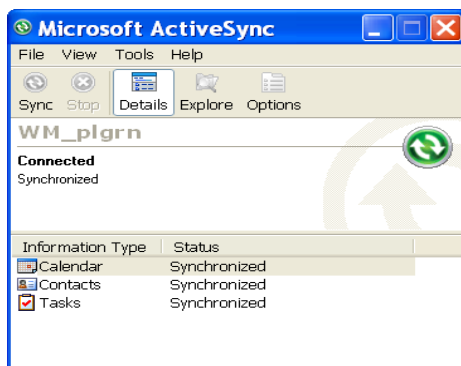 Microsoft ActiveSync
File View Tools Help
Sync Stop Details Explore Options
WM_plgrn
Connected
Synchronized
Information Type Status
Calendar Synchronized
Contacts Synchronized
Tasks Synchronized